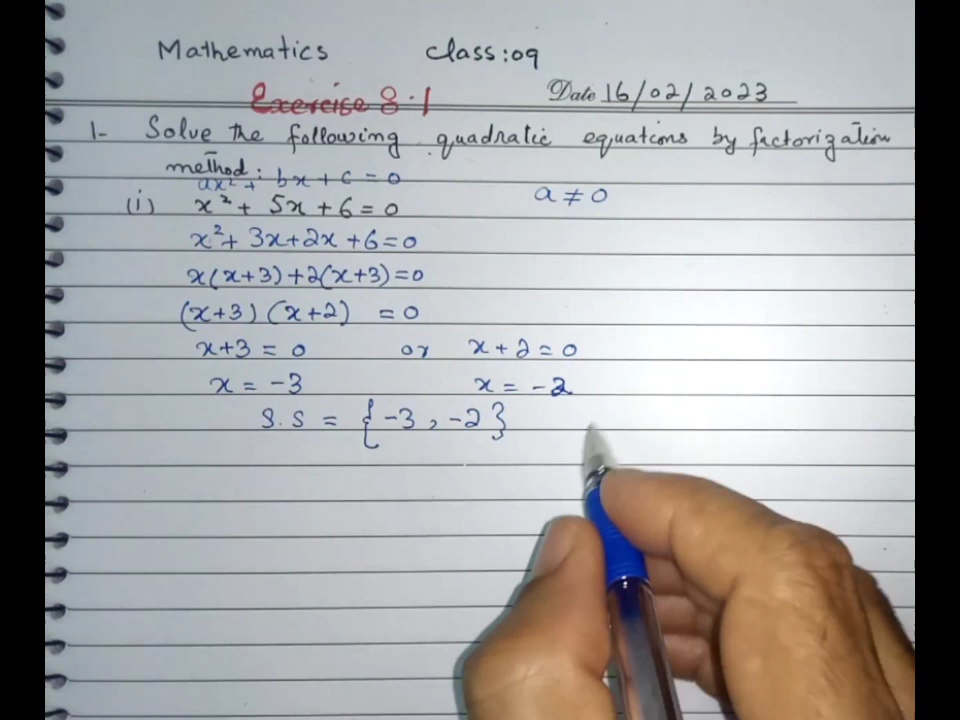 Mathematics Class:09
Exercise 8.1 Date 16/02/2023
1- Solve the following quadratic equations by factorization
method:
ax² + bx + c = 0 a ≠ 0
(i) x² + 5x + 6 = 0
x² + 3x + 2x + 6 = 0
x(x+3) + 2(x+3) = 0
(x+3) (x+2) = 0
x+3 = 0 or x+2 = 0
x = -3 x = -2
S.S = {-3, -2}